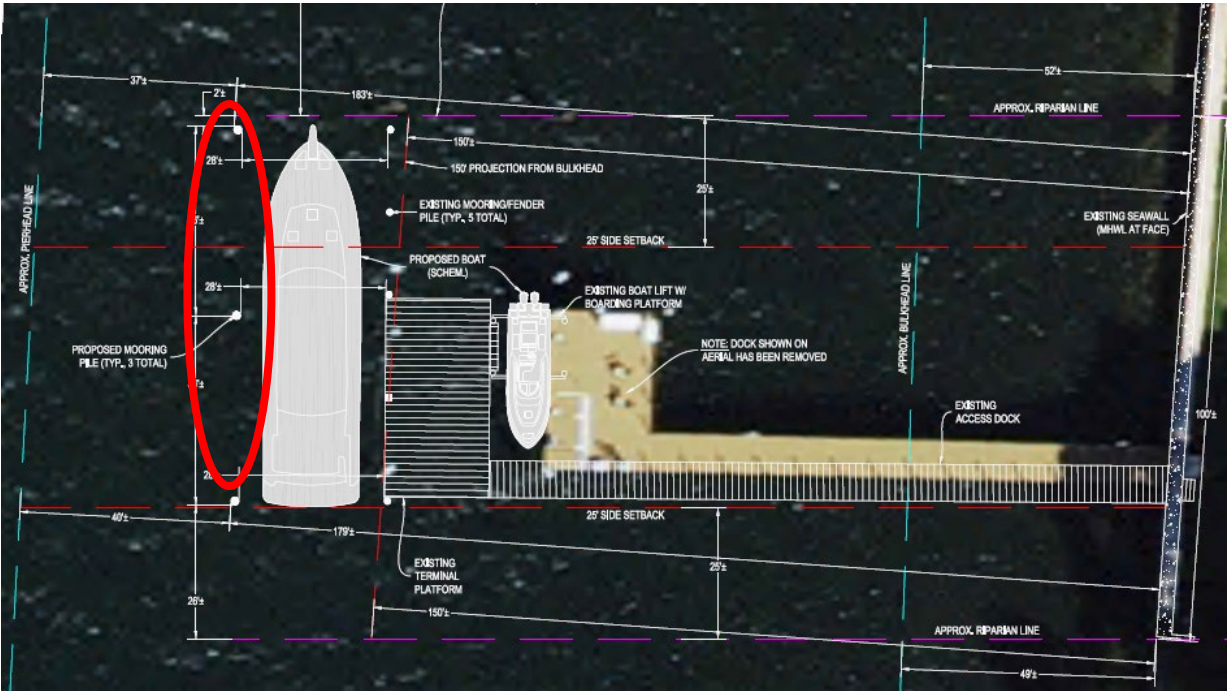 37'±
2'±
183'±
52'±
APPROX. RIPARIAN LINE
150'±
28'±
150' PROJECTION FROM BULKHEAD
25'±
EXISTING MOORING/FENDER
PILE (TYP., 5 TOTAL)
EXISTING SEAWALL
(MHWL AT FACE)
APPROX. PIERHEAD LINE
25' SIDE SETBACK
PROPOSED BOAT
(SCHEM.)
28'±
EXISTING BOAT LIFT W/
BOARDING PLATFORM
APPROX. BULKHEAD LINE
PROPOSED MOORING
PILE (TYP., 3 TOTAL)
NOTE: DOCK SHOWN ON
AERIAL HAS BEEN REMOVED
EXISTING
ACCESS DOCK
100'±
40'±
179'±
25' SIDE SETBACK
EXISTING
TERMINAL
PLATFORM
25'±
26'±
150'±
APPROX. RIPARIAN LINE
49'±